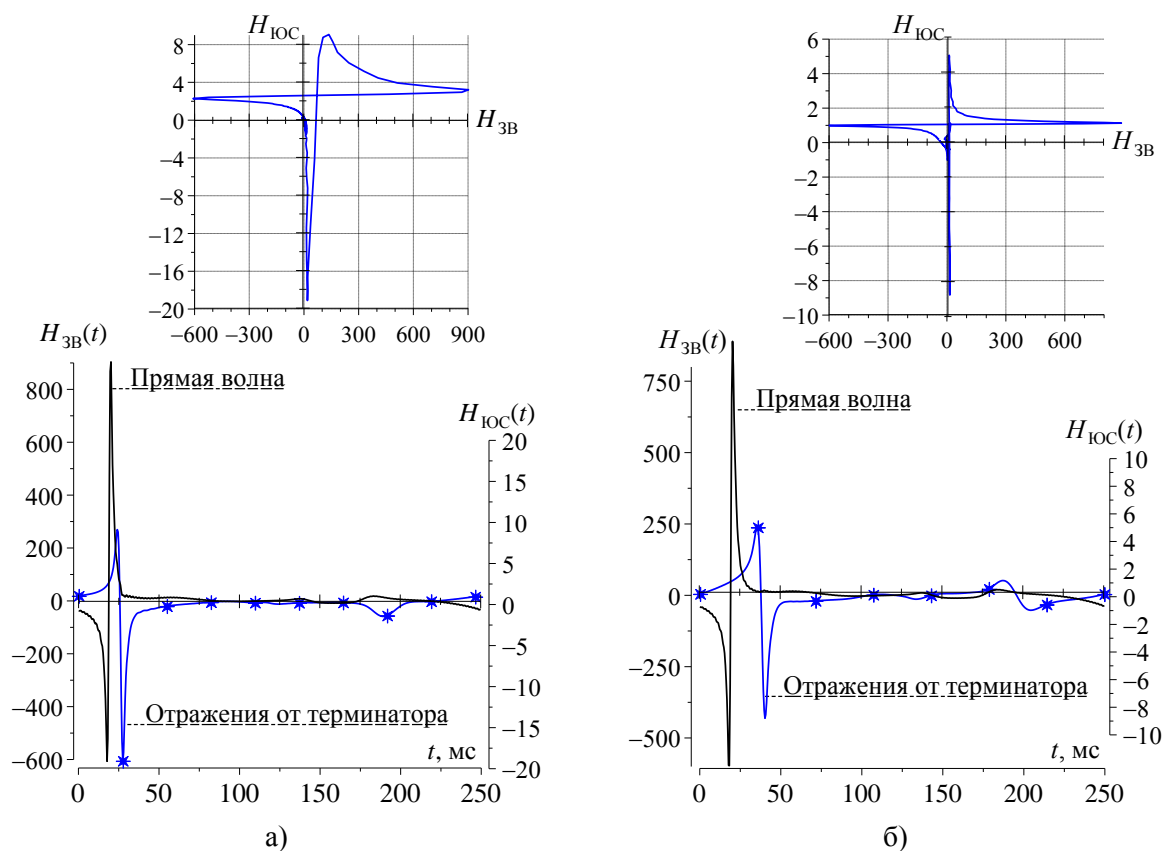 H_ЮС
8
4
0
−4
−8
−12
−16
−20
H_ЗВ
−600 −300 0 300 600 900
H_ЗВ(t)
800
600
400
200
0
−200
−400
−600
Прямая волна
H_ЮС(t)
20
15
10
5
0
−5
−10
−15
−20
Отражения от терминатора
t, мс
0 50 100 150 200 250
а)
H_ЮС
6
4
2
0
−2
−4
−6
−8
−10
H_ЗВ
−600 −300 0 300 600
H_ЗВ(t)
750
500
250
0
−250
−500
Прямая волна
H_ЮС(t)
10
8
6
4
2
0
−2
−4
−6
−8
−10
Отражения от терминатора
t, мс
0 50 100 150 200 250
б)